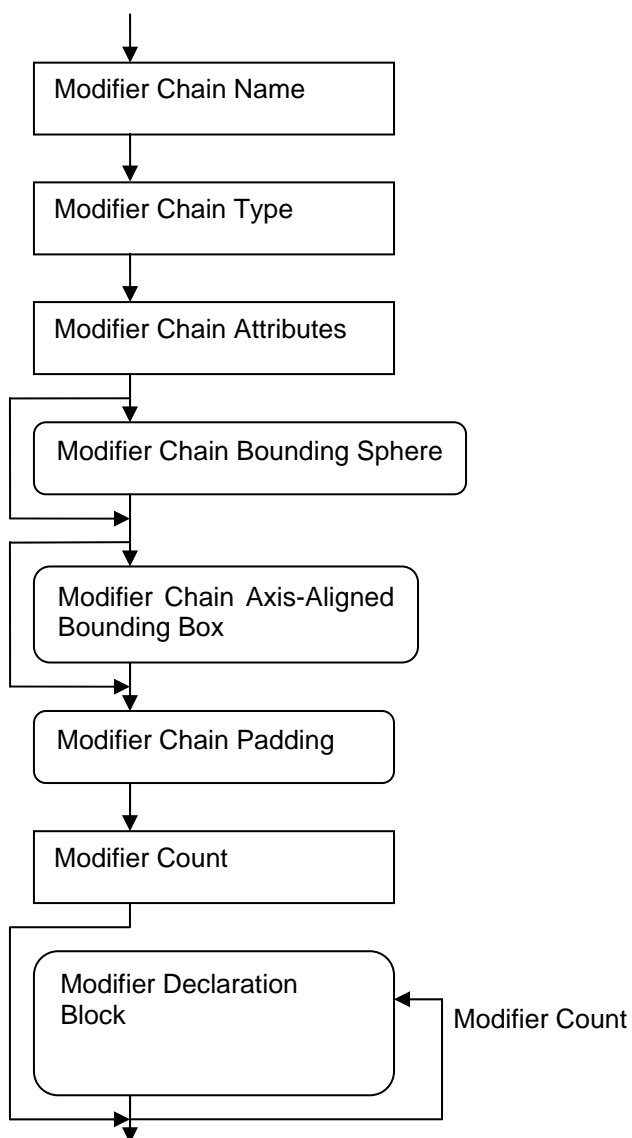 Modifier Chain Name
Modifier Chain Type
Modifier Chain Attributes
Modifier Chain Bounding Sphere
Modifier Chain Axis-Aligned
Bounding Box
Modifier Chain Padding
Modifier Count
Modifier Declaration
Block
Modifier Count